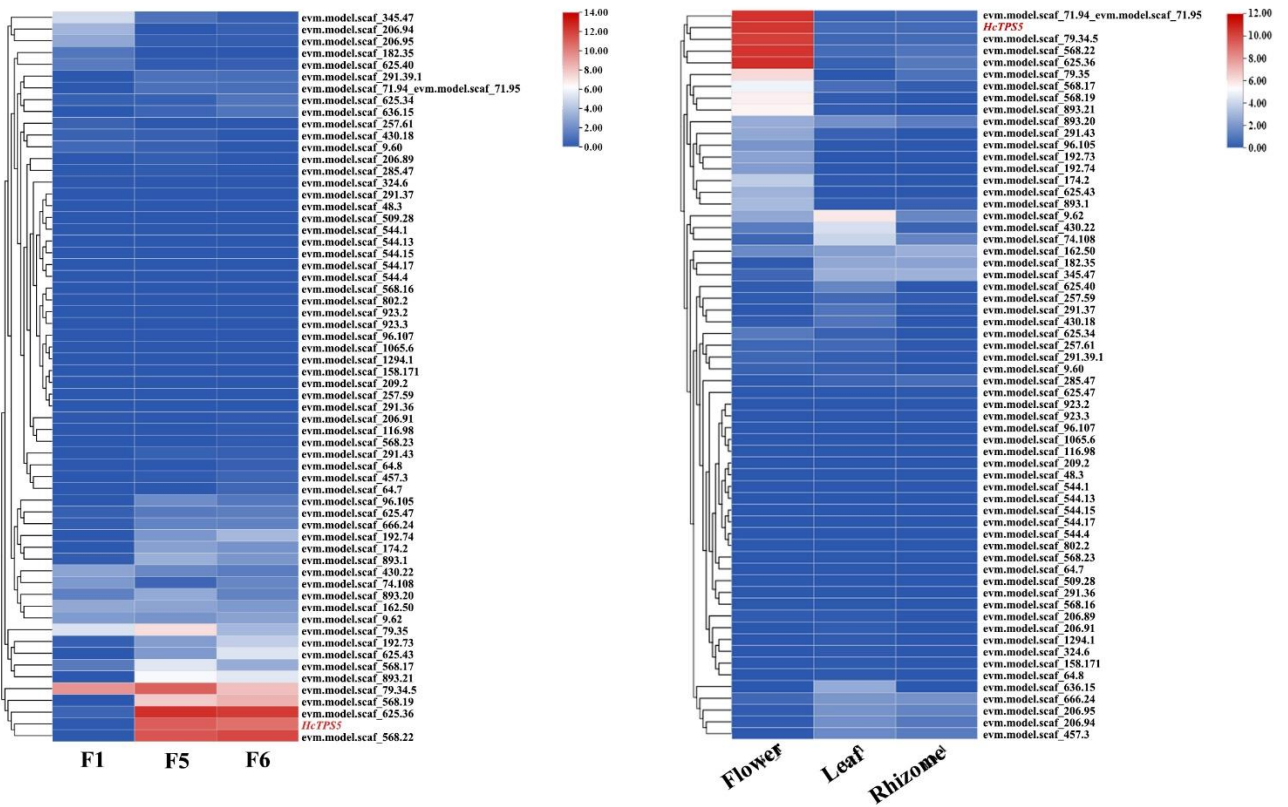 evm.model.scaf_345.47
evm.model.scaf_206.94
evm.model.scaf_206.95
evm.model.scaf_182.35
evm.model.scaf_625.40
evm.model.scaf_291.39.1
evm.model.scaf_71.94_evm.model.scaf_71.95
evm.model.scaf_625.34
evm.model.scaf_636.15
evm.model.scaf_257.61
evm.model.scaf_430.18
evm.model.scaf_9.60
evm.model.scaf_206.89
evm.model.scaf_285.47
evm.model.scaf_324.6
evm.model.scaf_291.37
evm.model.scaf_48.3
evm.model.scaf_509.28
evm.model.scaf_544.1
evm.model.scaf_544.13
evm.model.scaf_544.15
evm.model.scaf_544.17
evm.model.scaf_544.4
evm.model.scaf_568.16
evm.model.scaf_802.2
evm.model.scaf_923.2
evm.model.scaf_923.3
evm.model.scaf_96.107
evm.model.scaf_1065.6
evm.model.scaf_1294.1
evm.model.scaf_158.171
evm.model.scaf_209.2
evm.model.scaf_257.59
evm.model.scaf_291.36
evm.model.scaf_206.91
evm.model.scaf_116.98
evm.model.scaf_568.23
evm.model.scaf_291.43
evm.model.scaf_64.8
evm.model.scaf_457.3
evm.model.scaf_64.7
evm.model.scaf_96.105
evm.model.scaf_625.47
evm.model.scaf_666.24
evm.model.scaf_192.74
evm.model.scaf_174.2
evm.model.scaf_893.1
evm.model.scaf_430.22
evm.model.scaf_74.108
evm.model.scaf_893.20
evm.model.scaf_162.50
evm.model.scaf_9.62
evm.model.scaf_79.35
evm.model.scaf_192.73
evm.model.scaf_625.43
evm.model.scaf_568.17
evm.model.scaf_893.21
evm.model.scaf_79.34.5
evm.model.scaf_568.19
evm.model.scaf_625.36
HcTPS5
evm.model.scaf_568.22
F1 F5 F6
14.00
12.00
10.00
8.00
6.00
4.00
2.00
0.00
evm.model.scaf_71.94_evm.model.scaf_71.95
HcTPS5
evm.model.scaf_79.34.5
evm.model.scaf_568.22
evm.model.scaf_625.36
evm.model.scaf_79.35
evm.model.scaf_568.17
evm.model.scaf_568.19
evm.model.scaf_893.21
evm.model.scaf_893.20
evm.model.scaf_291.43
evm.model.scaf_96.105
evm.model.scaf_192.73
evm.model.scaf_192.74
evm.model.scaf_174.2
evm.model.scaf_625.43
evm.model.scaf_893.1
evm.model.scaf_9.62
evm.model.scaf_430.22
evm.model.scaf_74.108
evm.model.scaf_162.50
evm.model.scaf_182.35
evm.model.scaf_345.47
evm.model.scaf_625.40
evm.model.scaf_257.59
evm.model.scaf_291.37
evm.model.scaf_430.18
evm.model.scaf_625.34
evm.model.scaf_257.61
evm.model.scaf_291.39.1
evm.model.scaf_9.60
evm.model.scaf_285.47
evm.model.scaf_625.47
evm.model.scaf_923.2
evm.model.scaf_923.3
evm.model.scaf_96.107
evm.model.scaf_1065.6
evm.model.scaf_116.98
evm.model.scaf_209.2
evm.model.scaf_48.3
evm.model.scaf_544.1
evm.model.scaf_544.13
evm.model.scaf_544.15
evm.model.scaf_544.17
evm.model.scaf_544.4
evm.model.scaf_802.2
evm.model.scaf_568.23
evm.model.scaf_64.7
evm.model.scaf_509.28
evm.model.scaf_291.36
evm.model.scaf_568.16
evm.model.scaf_206.89
evm.model.scaf_206.91
evm.model.scaf_1294.1
evm.model.scaf_324.6
evm.model.scaf_158.171
evm.model.scaf_64.8
evm.model.scaf_636.15
evm.model.scaf_666.24
evm.model.scaf_206.95
evm.model.scaf_206.94
evm.model.scaf_457.3
Flower Leaf Rhizome
12.00
10.00
8.00
6.00
4.00
2.00
0.00